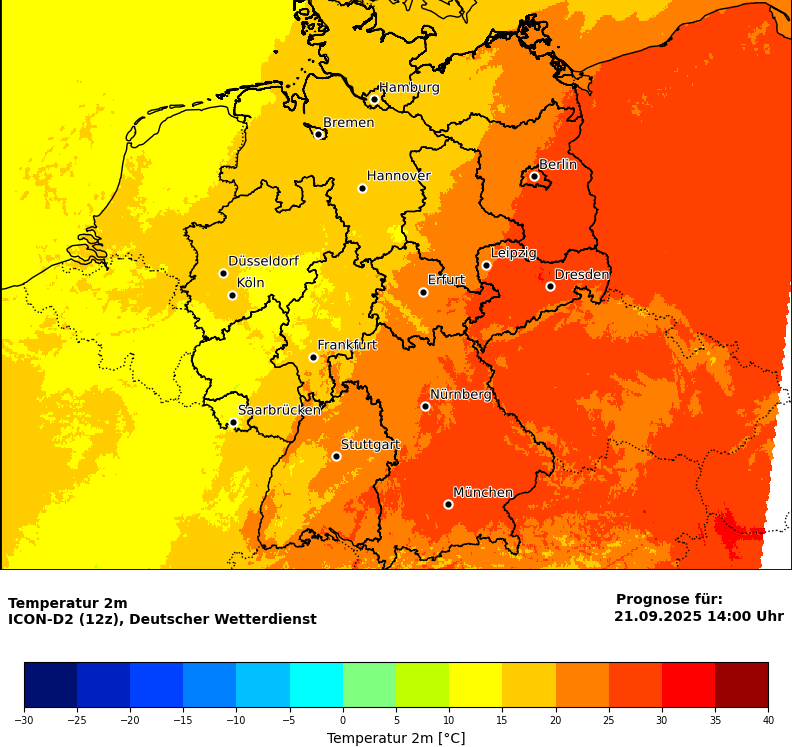 Hamburg
Bremen
Berlin
Hannover
Leipzig
Düsseldorf
Dresden
Köln
Erfurt
Frankfurt
Nürnberg
Saarbrücken
Stuttgart
München
Temperatur 2m
ICON-D2 (12z), Deutscher Wetterdienst
Prognose für:
21.09.2025 14:00 Uhr
−30 −25 −20 −15 −10 −5 0 5 10 15 20 25 30 35 40
Temperatur 2m [°C]